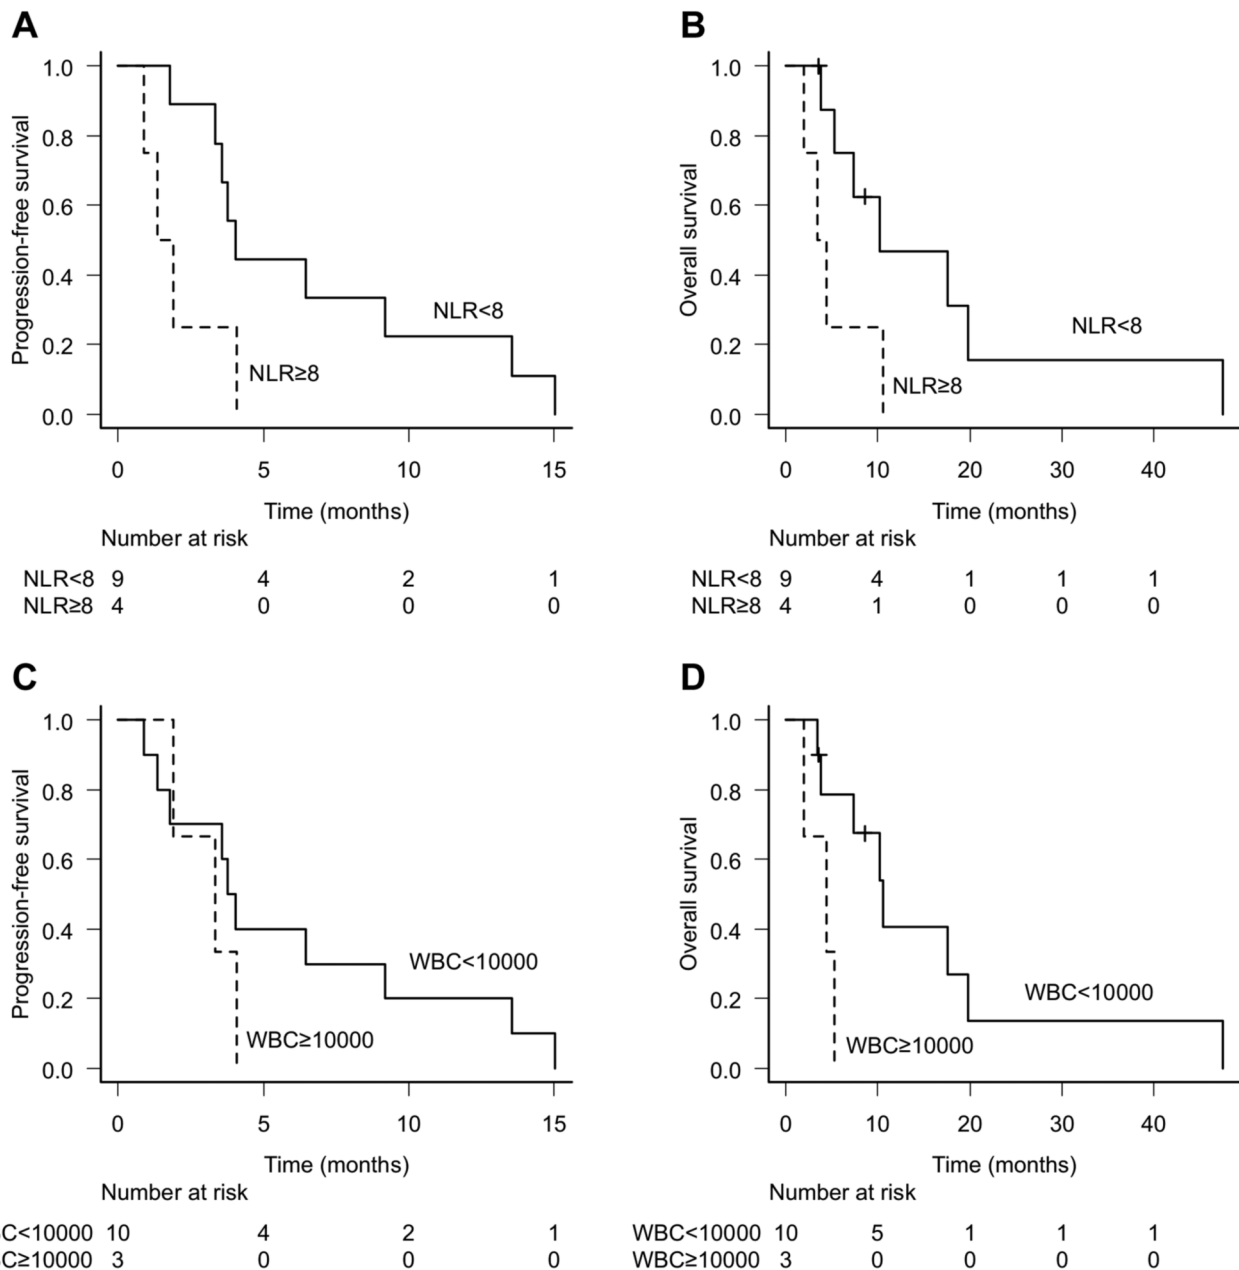 A
Progression-free survival
1.0
0.8
0.6
0.4
0.2
0.0
NLR<8
NLR≥8
0 5 10 15
Time (months)
Number at risk
NLR<8 9 4 2 1
NLR≥8 4 0 0 0
B
Overall survival
1.0
0.8
0.6
0.4
0.2
0.0
NLR<8
NLR≥8
0 10 20 30 40
Time (months)
Number at risk
NLR<8 9 4 1 1 1
NLR≥8 4 1 0 0 0
C
Progression-free survival
1.0
0.8
0.6
0.4
0.2
0.0
WBC<10000
WBC≥10000
0 5 10 15
Time (months)
Number at risk
C<10000 10 4 2 1
C≥10000 3 0 0 0
D
Overall survival
1.0
0.8
0.6
0.4
0.2
0.0
WBC<10000
WBC≥10000
0 10 20 30 40
Time (months)
Number at risk
WBC<10000 10 5 1 1 1
WBC≥10000 3 0 0 0 0